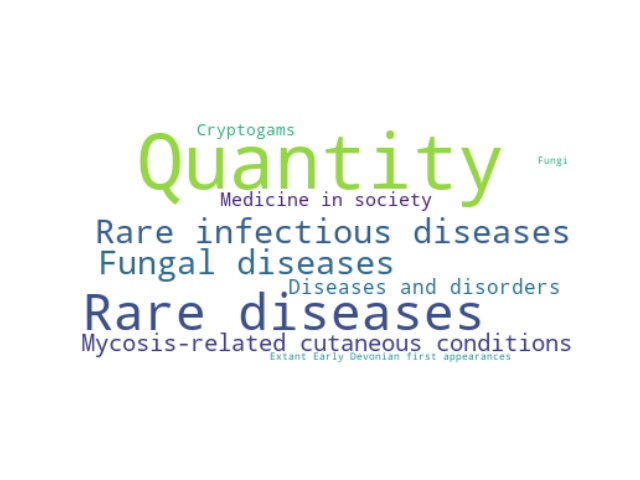 Cryptogams
Quantity
Fungi
Medicine in society
Rare infectious diseases
Fungal diseases
Diseases and disorders
Rare diseases
Mycosis-related cutaneous conditions
Extant Early Devonian first appearances